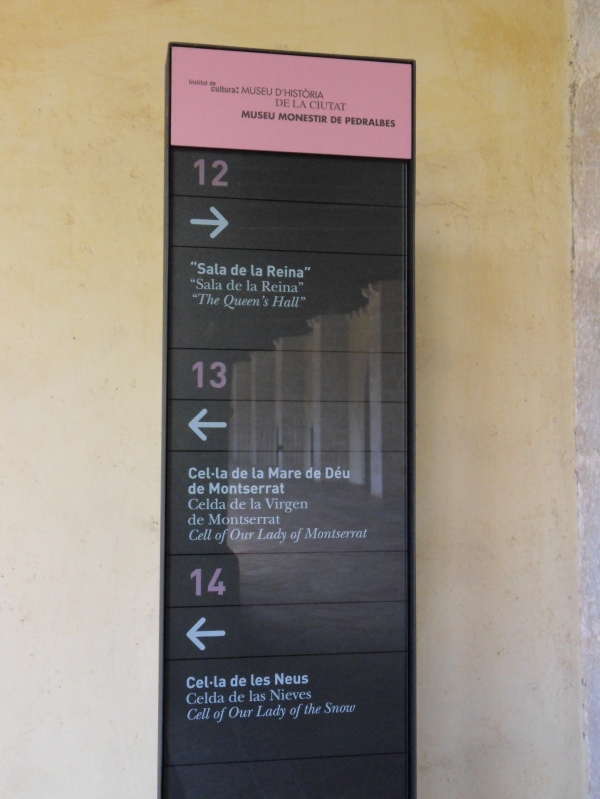 Institut de
cultura: MUSEU D'HISTÒRIA
DE LA CIUTAT
MUSEU MONESTIR DE PEDRALBES
12
→
“Sala de la Reina”
“Sala de la Reina”
“The Queen's Hall”
13
←
Cel·la de la Mare de Déu
de Montserrat
Celda de la Virgen
de Montserrat
Cell of Our Lady of Montserrat
14
←
Cel·la de les Neus
Celda de las Nieves
Cell of Our Lady of the Snow